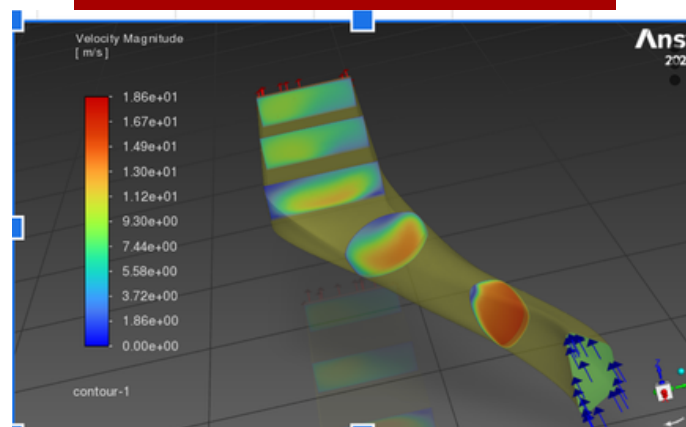 Velocity Magnitude
[ m/s ]
1.86e+01
1.67e+01
1.49e+01
1.30e+01
1.12e+01
9.30e+00
7.44e+00
5.58e+00
3.72e+00
1.86e+00
0.00e+00
contour-1
Ans
202
Z